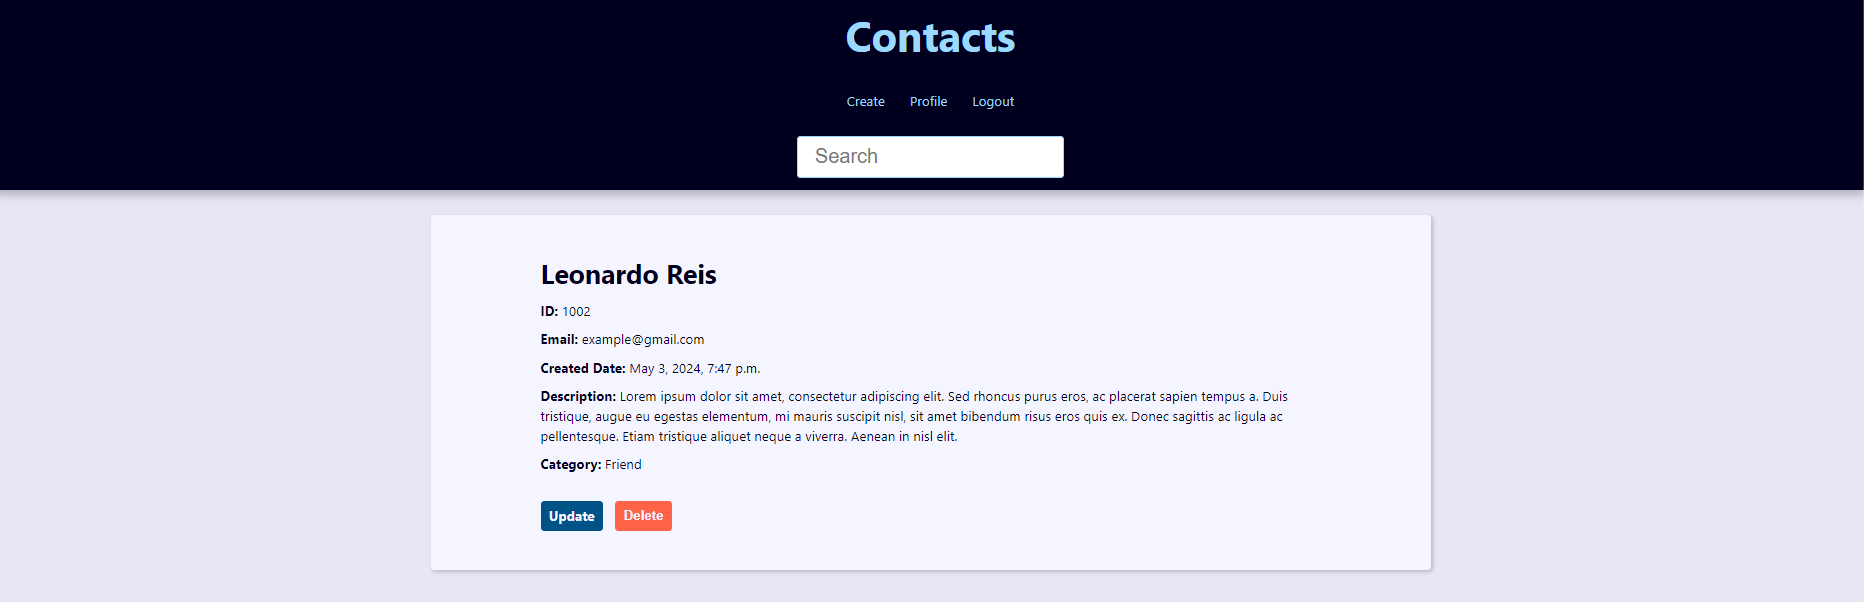 Contacts
Create Profile Logout
Search
Leonardo Reis
ID: 1002
Email: example@gmail.com
Created Date: May 3, 2024, 7:47 p.m.
Description: Lorem ipsum dolor sit amet, consectetur adipiscing elit. Sed rhoncus purus eros, ac placerat sapien tempus a. Duis
tristique, augue eu egestas elementum, mi mauris suscipit nisl, sit amet bibendum risus eros quis ex. Donec sagittis ac ligula ac
pellentesque. Etiam tristique aliquet neque a viverra. Aenean in nisl elit.
Category: Friend
Update Delete